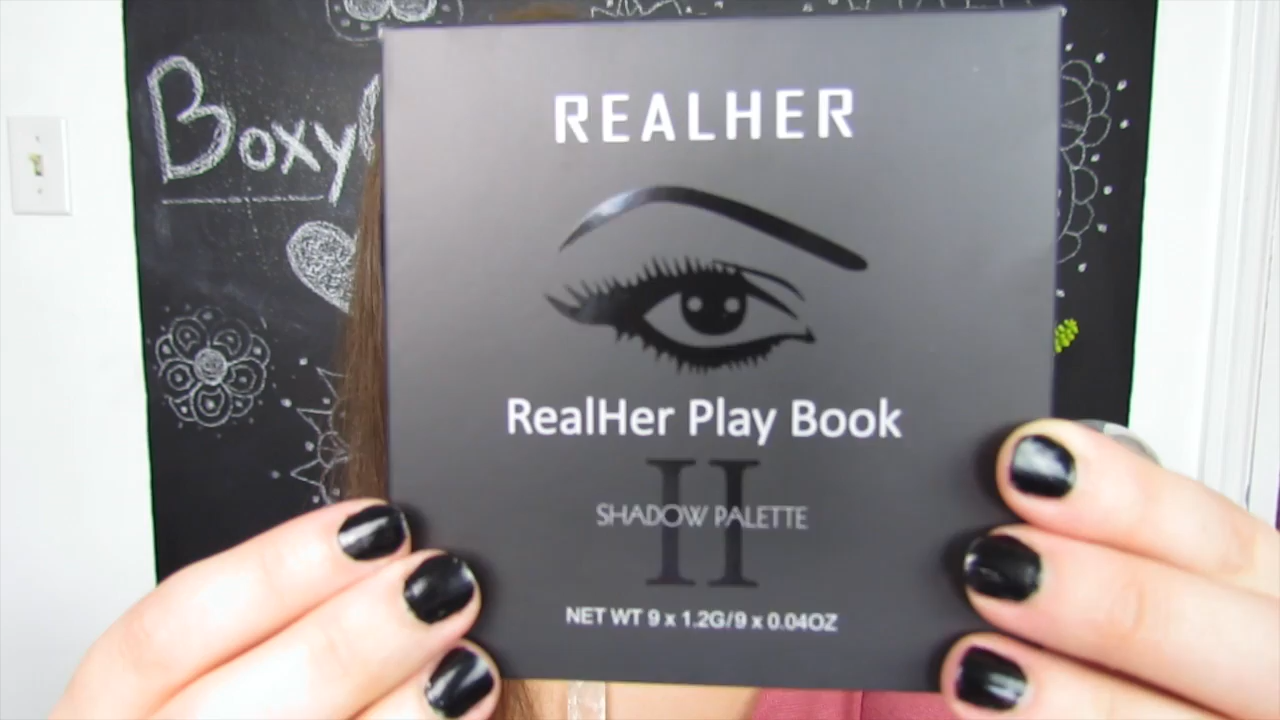 Boxy
REALHER
RealHer Play Book
II
SHADOW PALETTE
NET WT 9 x 1.2G/9 x 0.04OZ